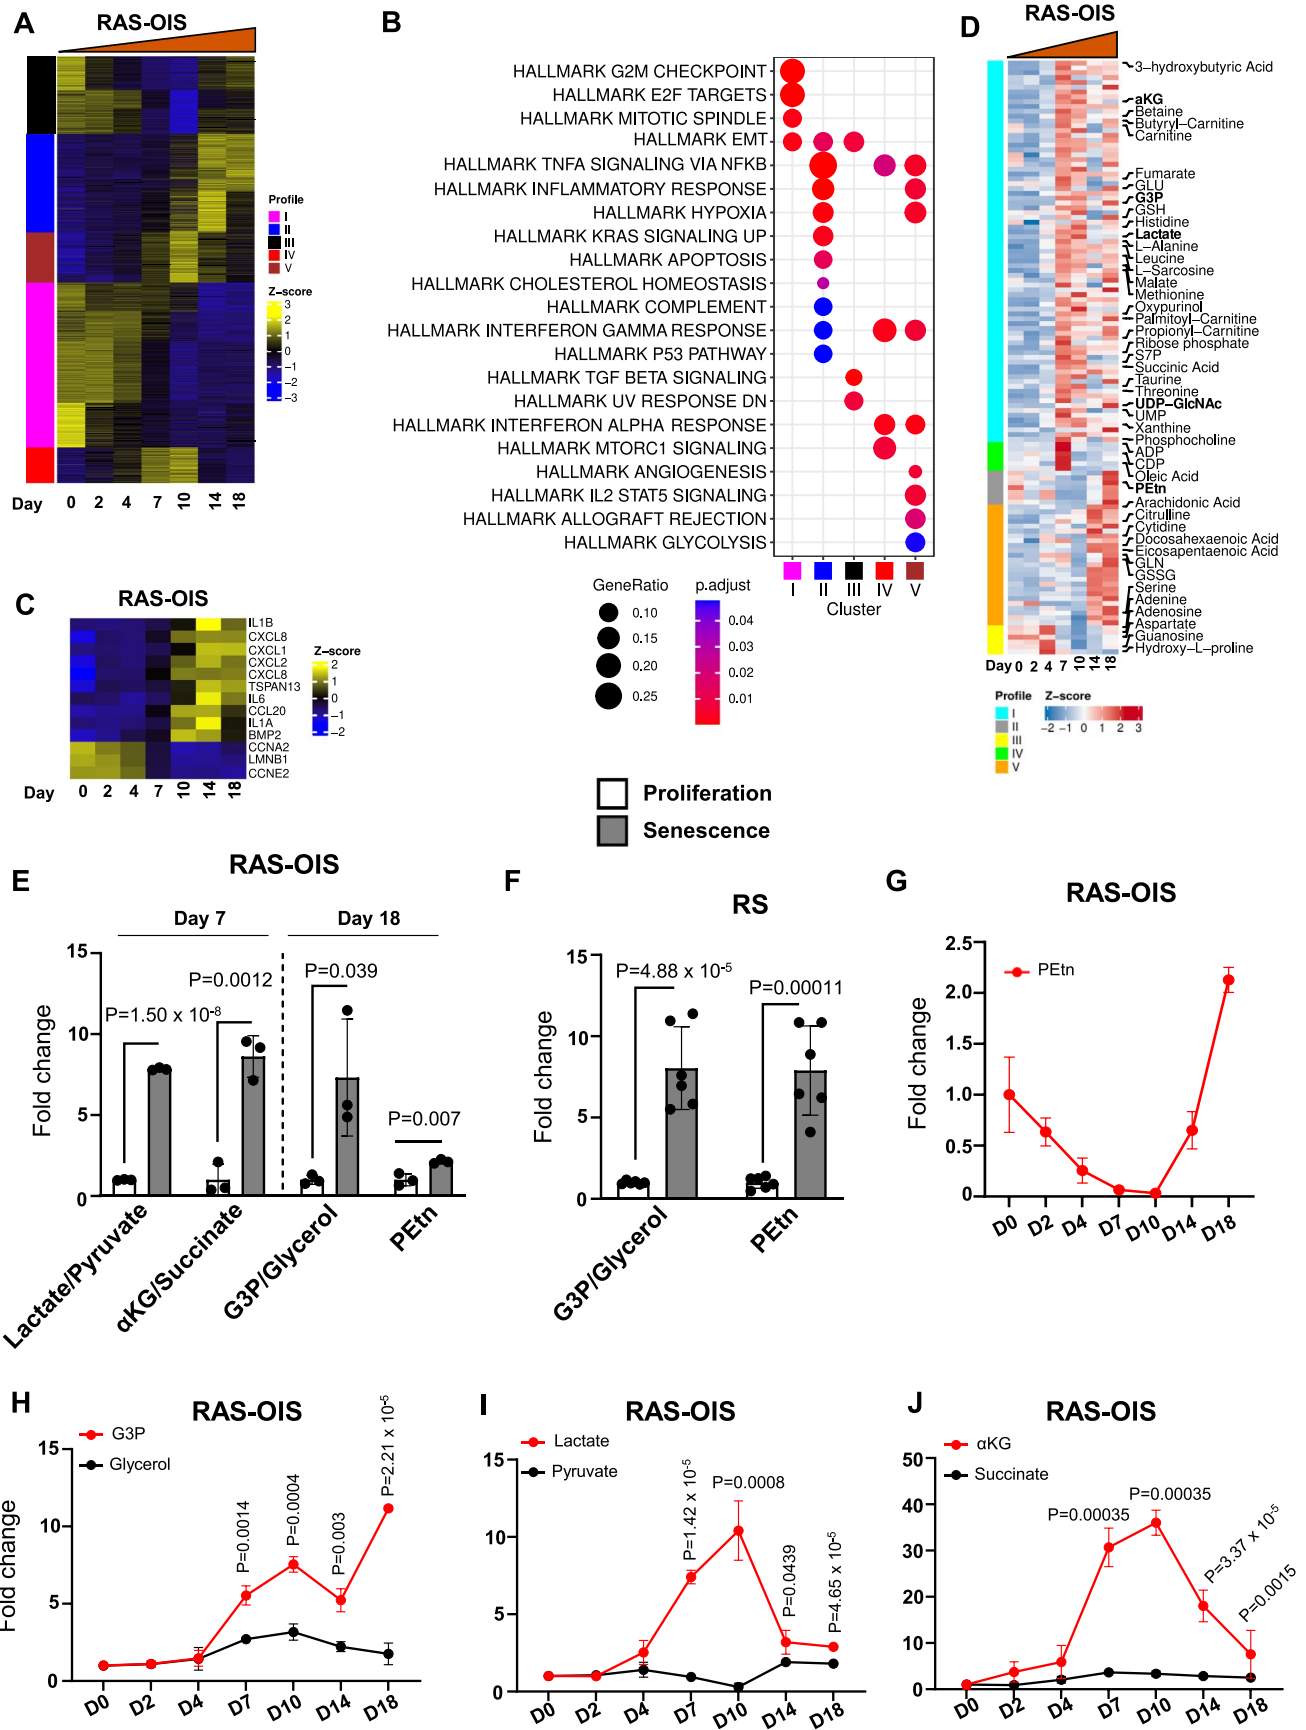 A
RAS-OIS
Day
0
2
4
7
10
14
18
Profile
I
II
III
IV
V
Z-score
3
2
1
0
−1
−2
−3
B
HALLMARK G2M CHECKPOINT
HALLMARK E2F TARGETS
HALLMARK MITOTIC SPINDLE
HALLMARK EMT
HALLMARK TNFA SIGNALING VIA NFKB
HALLMARK INFLAMMATORY RESPONSE
HALLMARK HYPOXIA
HALLMARK KRAS SIGNALING UP
HALLMARK APOPTOSIS
HALLMARK CHOLESTEROL HOMEOSTASIS
HALLMARK COMPLEMENT
HALLMARK INTERFERON GAMMA RESPONSE
HALLMARK P53 PATHWAY
HALLMARK TGF BETA SIGNALING
HALLMARK UV RESPONSE DN
HALLMARK INTERFERON ALPHA RESPONSE
HALLMARK MTORC1 SIGNALING
HALLMARK ANGIOGENESIS
HALLMARK IL2 STAT5 SIGNALING
HALLMARK ALLOGRAFT REJECTION
HALLMARK GLYCOLYSIS
I II III IV V
Cluster
GeneRatio
0.10
0.15
0.20
0.25
p.adjust
0.04
0.03
0.02
0.01
C
RAS-OIS
IL1B
CXCL8
CXCL1
CXCL2
CXCL8
TSPAN13
IL6
CCL20
IL1A
BMP2
CCNA2
LMNB1
CCNE2
Day 0 2 4 7 10 14 18
Z−score
2
1
0
−1
−2
D
RAS-OIS
3−hydroxybutyric Acid
aKG
Betaine
Butyryl−Carnitine
Carnitine
Fumarate
GLU
G3P
GSH
Histidine
Lactate
L−Alanine
Leucine
L−Sarcosine
Malate
Methionine
Oxypurinol
Palmitoyl−Carnitine
Propionyl−Carnitine
Ribose phosphate
S7P
Succinic Acid
Taurine
Threonine
UDP−GlcNAc
UMP
Xanthine
Phosphocholine
ADP
CDP
Oleic Acid
PEtn
Arachidonic Acid
Citrulline
Cytidine
Docosahexaenoic Acid
Eicosapentaenoic Acid
GLN
GSSG
Serine
Adenine
Adenosine
Aspartate
Guanosine
Hydroxy−L−proline
Day 0 2 4 7 10 14 18
Profile
I
II
III
IV
V
Z−score
−2 −1 0 1 2 3
Proliferation
Senescence
E
RAS-OIS
Day 7
Day 18
Fold change
15
10
5
0
P=1.50 x 10-8
P=0.0012
P=0.039
P=0.007
Lactate/Pyruvate
αKG/Succinate
G3P/Glycerol
PEtn
F
RS
Fold change
15
10
5
0
P=4.88 x 10-5
P=0.00011
G3P/Glycerol
PEtn
G
RAS-OIS
PEtn
2.5
2.0
1.5
1.0
0.5
0
D0 D2 D4 D7 D10 D14 D18
H
RAS-OIS
G3P
Glycerol
Fold change
15
10
5
0
P=0.0014
P=0.0004
P=0.003
P=2.21 x 10-5
D0 D2 D4 D7 D10 D14 D18
I
RAS-OIS
Lactate
Pyruvate
15
10
5
0
P=1.42 x 10-5
P=0.0008
P=0.0439
P=4.65 x 10-5
D0 D2 D4 D7 D10 D14 D18
J
RAS-OIS
αKG
Succinate
50
40
30
20
10
0
P=0.00035
P=0.00035
P=3.37 x 10-5
P=0.0015
D0 D2 D4 D7 D10 D14 D18